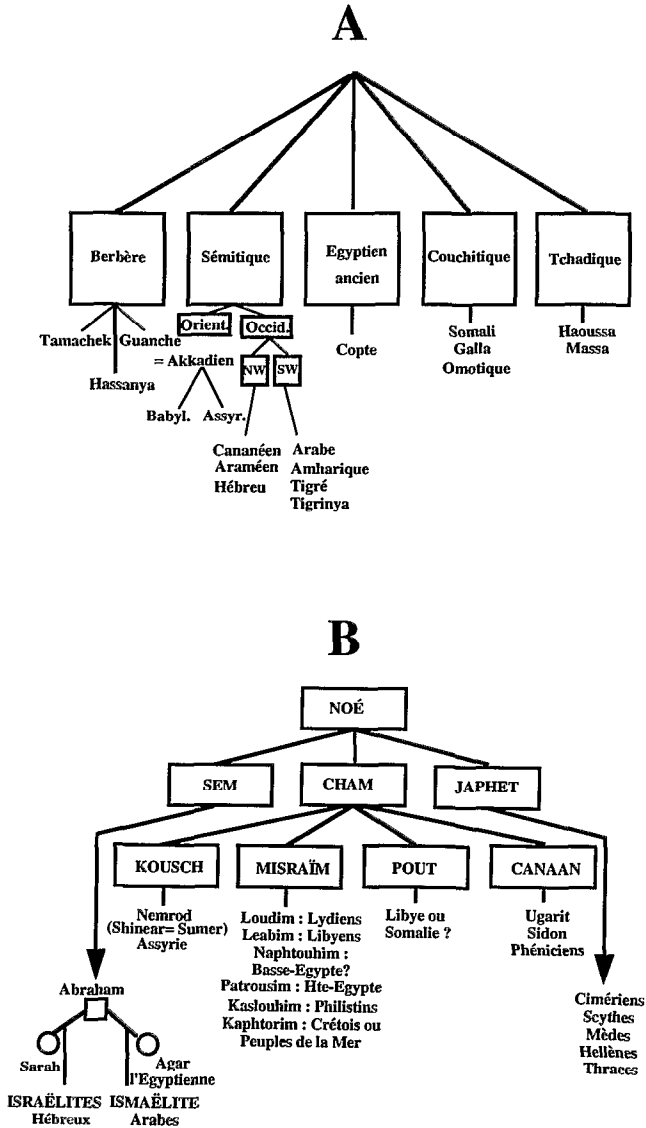 A
Berbère
Sémitique
Egyptien
ancien
Couchitique
Tchadique
Tamachek
Guanche
Hassanya
Orient.
Occid.
= Akkadien
Babyl.
Assyr.
NW
SW
Cananéen
Araméen
Hébreu
Arabe
Amharique
Tigré
Tigrinya
Copte
Somali
Galla
Omotique
Haoussa
Massa
B
NOÉ
SEM
CHAM
JAPHET
KOUSCH
MISRAÏM
POUT
CANAAN
Nemrod
(Shinear= Sumer)
Assyrie
Loudim : Lydiens
Leabim : Libyens
Naphtouhim :
Basse-Egypte?
Patrousim : Hte-Egypte
Kaslouhim : Philistins
Kaphtorim : Crétois ou
Peuples de la Mer
Libye ou
Somalie ?
Ugarit
Sidon
Phéniciens
Abraham
Sarah
Agar
l'Egyptienne
ISRAËLITES
Hébreux
ISMAËLITE
Arabes
Cimériens
Scythes
Mèdes
Hellènes
Thraces